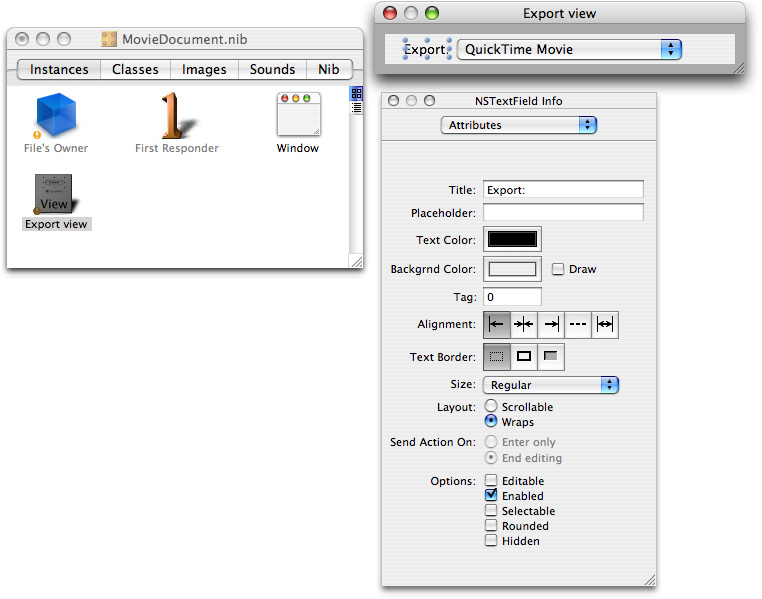 MovieDocument.nib
Instances Classes Images Sounds Nib
File's Owner First Responder Window
View
Export view
Export view
Export: QuickTime Movie
NSTextField Info
Attributes
Title: Export:
Placeholder:
Text Color:
Backgrnd Color: Draw
Tag: 0
Alignment:
Text Border:
Size: Regular
Layout: Scrollable
Wraps
Send Action On: Enter only
End editing
Options: Editable
Enabled
Selectable
Rounded
Hidden